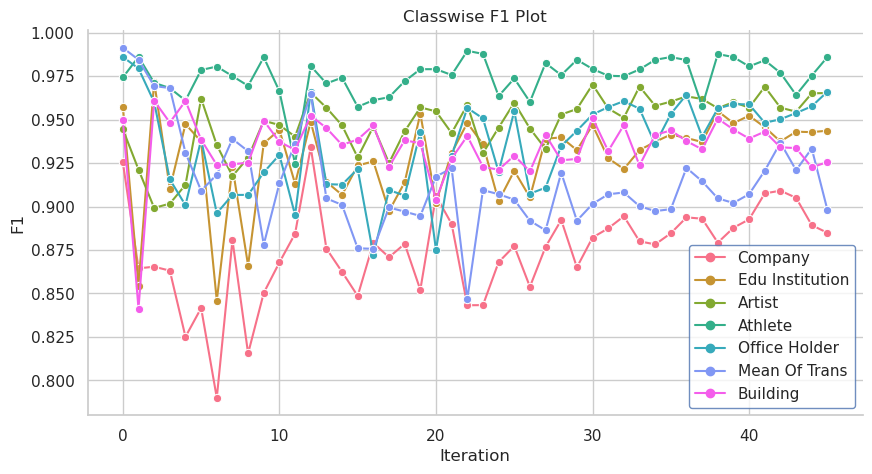 Classwise F1 Plot
1.000
0.975
0.950
0.925
0.900
0.875
0.850
0.825
0.800
F1
0
10
20
30
40
Iteration
Company
Edu Institution
Artist
Athlete
Office Holder
Mean Of Trans
Building